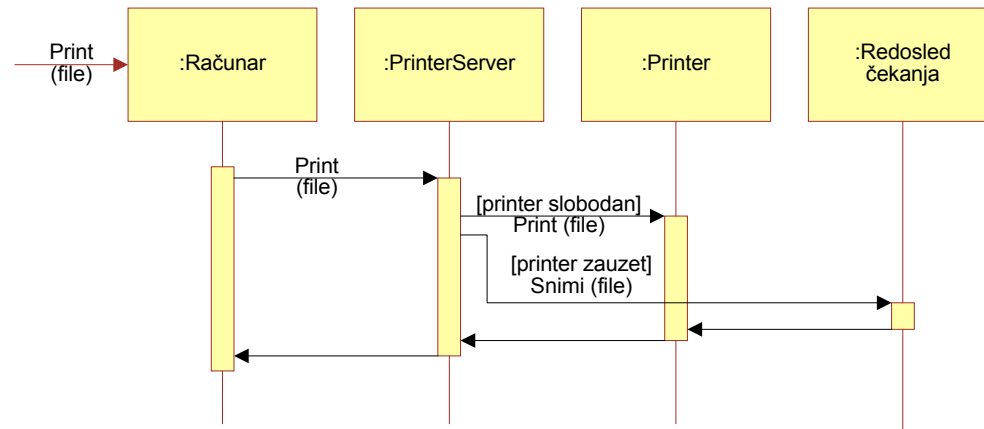 Print
(file)
:Računar
:PrinterServer
:Printer
:Redosled
čekanja
Print
(file)
[printer slobodan]
Print (file)
[printer zauzet]
Snimi (file)